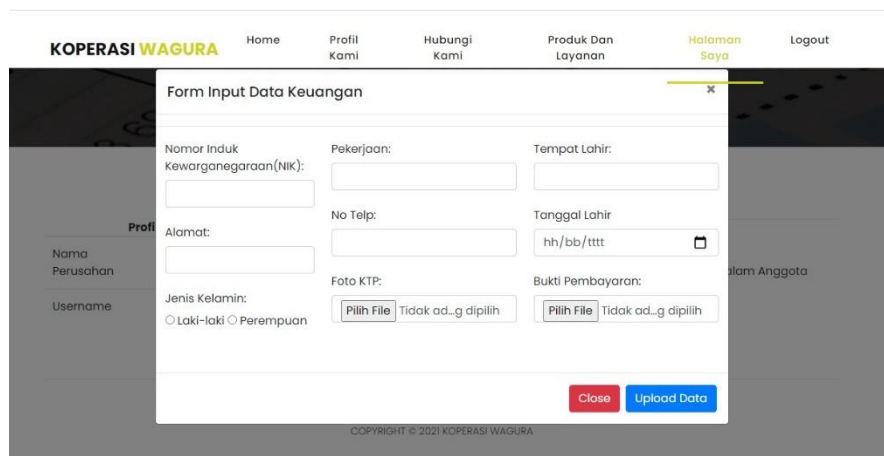 KOPERASI WAGURA
Home
Profil
Kami
Hubungi
Kami
Produk Dan
Layanan
Halaman
Saya
Logout
Form Input Data Keuangan
×
Nomor Induk
Kewarganegaraan(NIK):
Alamat:
Jenis Kelamin:
Laki-laki Perempuan
Pekerjaan:
No Telp:
Foto KTP:
Pilih File Tidak ad...g dipilih
Tempat Lahir:
Tanggal Lahir
hh/bb/tttt
Bukti Pembayaran:
Pilih File Tidak ad...g dipilih
Close
Upload Data
Profi
Nama
Perusahan
Username
alam Anggota
COPYRIGHT © 2021 KOPERASI WAGURA